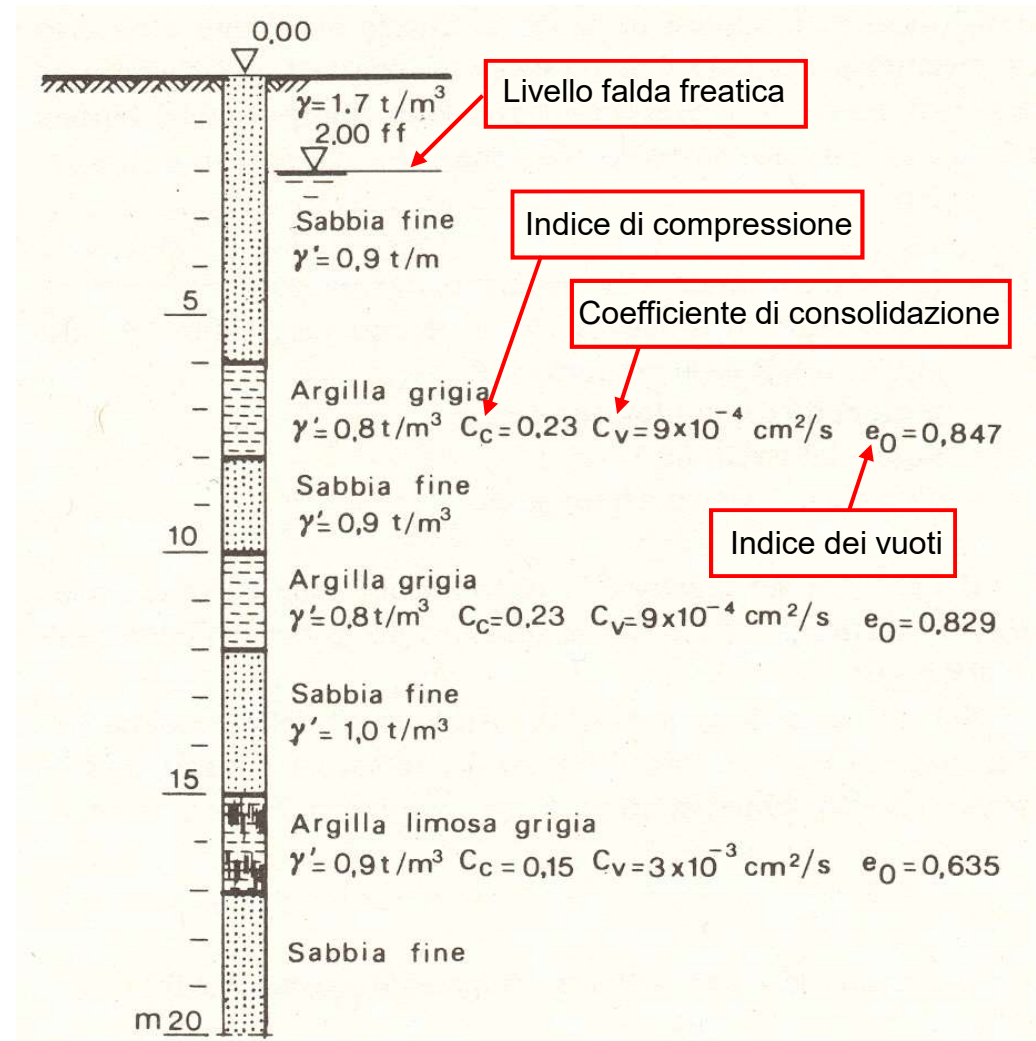 0,00
γ=1.7 t/m³
2.00 ff
Livello falda freatica
Sabbia fine
γ'=0,9 t/m
Indice di compressione
5
Coefficiente di consolidazione
Argilla grigia
γ'=0,8 t/m³ Cc=0,23 Cv=9x10⁻⁴ cm²/s e0=0,847
Sabbia fine
γ'=0,9 t/m³
Indice dei vuoti
10
Argilla grigia
γ'=0,8 t/m³ Cc=0,23 Cv=9x10⁻⁴ cm²/s e0=0,829
Sabbia fine
γ'= 1,0 t/m³
15
Argilla limosa grigia
γ'=0,9 t/m³ Cc=0,15 Cv=3x10⁻³ cm²/s e0=0,635
Sabbia fine
m 20